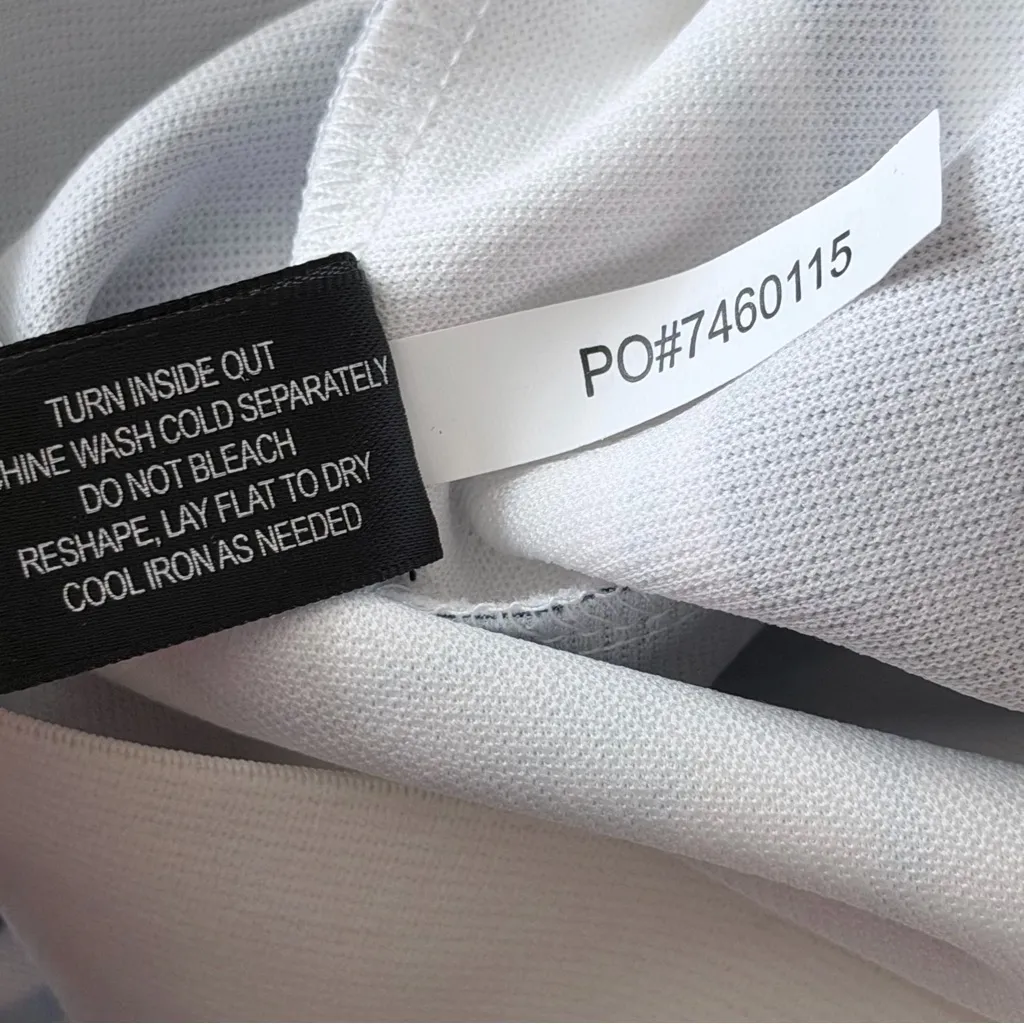 TURN INSIDE OUT
CHINE WASH COLD SEPARATELY
DO NOT BLEACH
RESHAPE, LAY FLAT TO DRY
COOL IRON AS NEEDED
PO#7460115